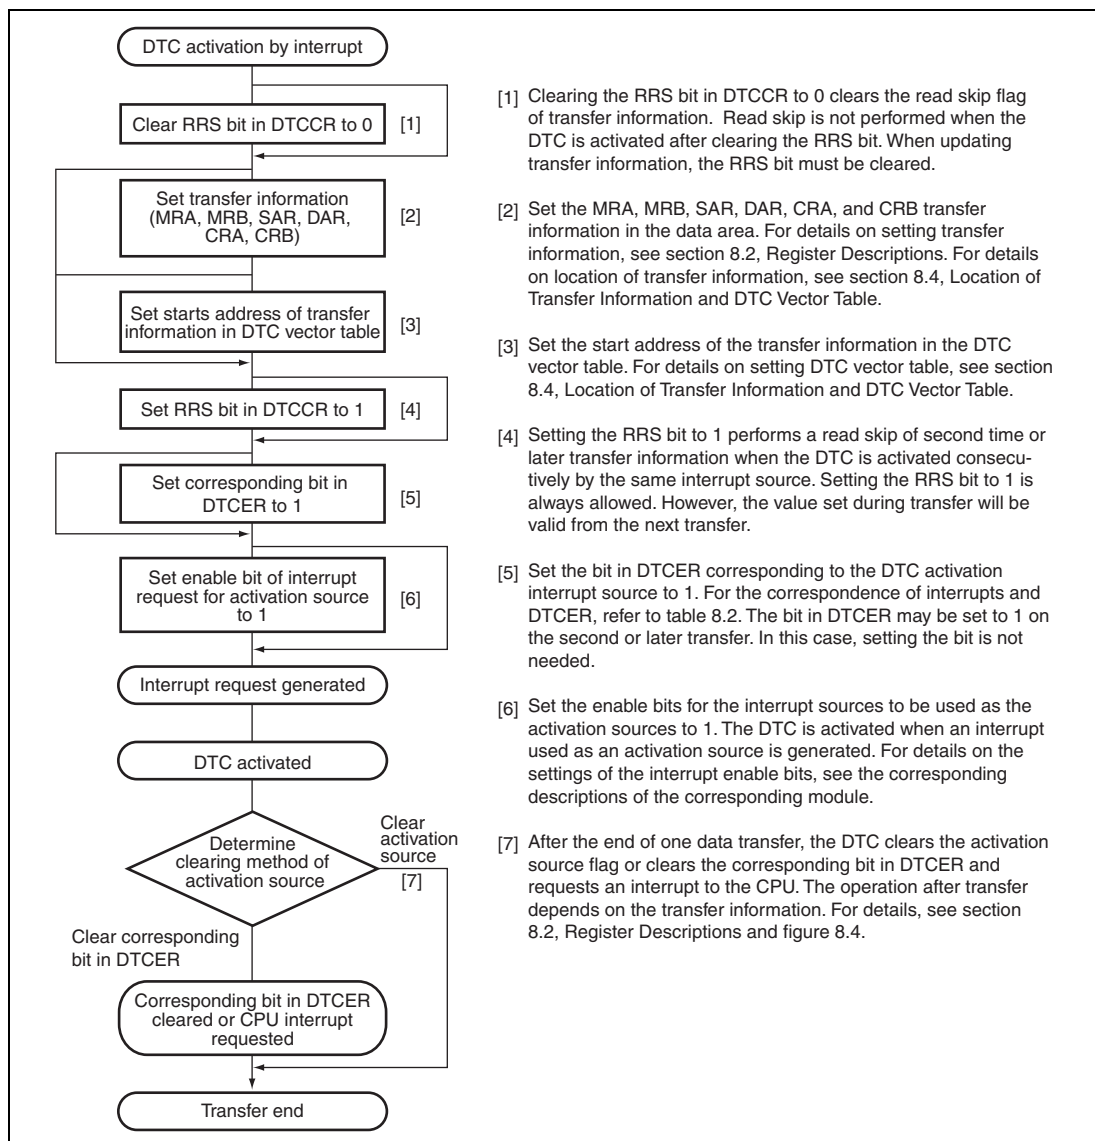 DTC activation by interrupt
Clear RRS bit in DTCCR to 0
[1]
Set transfer information
(MRA, MRB, SAR, DAR,
CRA, CRB)
[2]
Set starts address of transfer
information in DTC vector table
[3]
Set RRS bit in DTCCR to 1
[4]
Set corresponding bit in
DTCER to 1
[5]
Set enable bit of interrupt
request for activation source
to 1
[6]
Interrupt request generated
DTC activated
Determine
clearing method of
activation source
Clear
activation
source
[7]
Clear corresponding
bit in DTCER
Corresponding bit in DTCER
cleared or CPU interrupt
requested
Transfer end
[1] Clearing the RRS bit in DTCCR to 0 clears the read skip flag
of transfer information. Read skip is not performed when the
DTC is activated after clearing the RRS bit. When updating
transfer information, the RRS bit must be cleared.
[2] Set the MRA, MRB, SAR, DAR, CRA, and CRB transfer
information in the data area. For details on setting transfer
information, see section 8.2, Register Descriptions. For details
on location of transfer information, see section 8.4, Location of
Transfer Information and DTC Vector Table.
[3] Set the start address of the transfer information in the DTC
vector table. For details on setting DTC vector table, see section
8.4, Location of Transfer Information and DTC Vector Table.
[4] Setting the RRS bit to 1 performs a read skip of second time or
later transfer information when the DTC is activated consecu-
tively by the same interrupt source. Setting the RRS bit to 1 is
always allowed. However, the value set during transfer will be
valid from the next transfer.
[5] Set the bit in DTCER corresponding to the DTC activation
interrupt source to 1. For the correspondence of interrupts and
DTCER, refer to table 8.2. The bit in DTCER may be set to 1 on
the second or later transfer. In this case, setting the bit is not
needed.
[6] Set the enable bits for the interrupt sources to be used as the
activation sources to 1. The DTC is activated when an interrupt
used as an activation source is generated. For details on the
settings of the interrupt enable bits, see the corresponding
descriptions of the corresponding module.
[7] After the end of one data transfer, the DTC clears the activation
source flag or clears the corresponding bit in DTCER and
requests an interrupt to the CPU. The operation after transfer
depends on the transfer information. For details, see section
8.2, Register Descriptions and figure 8.4.